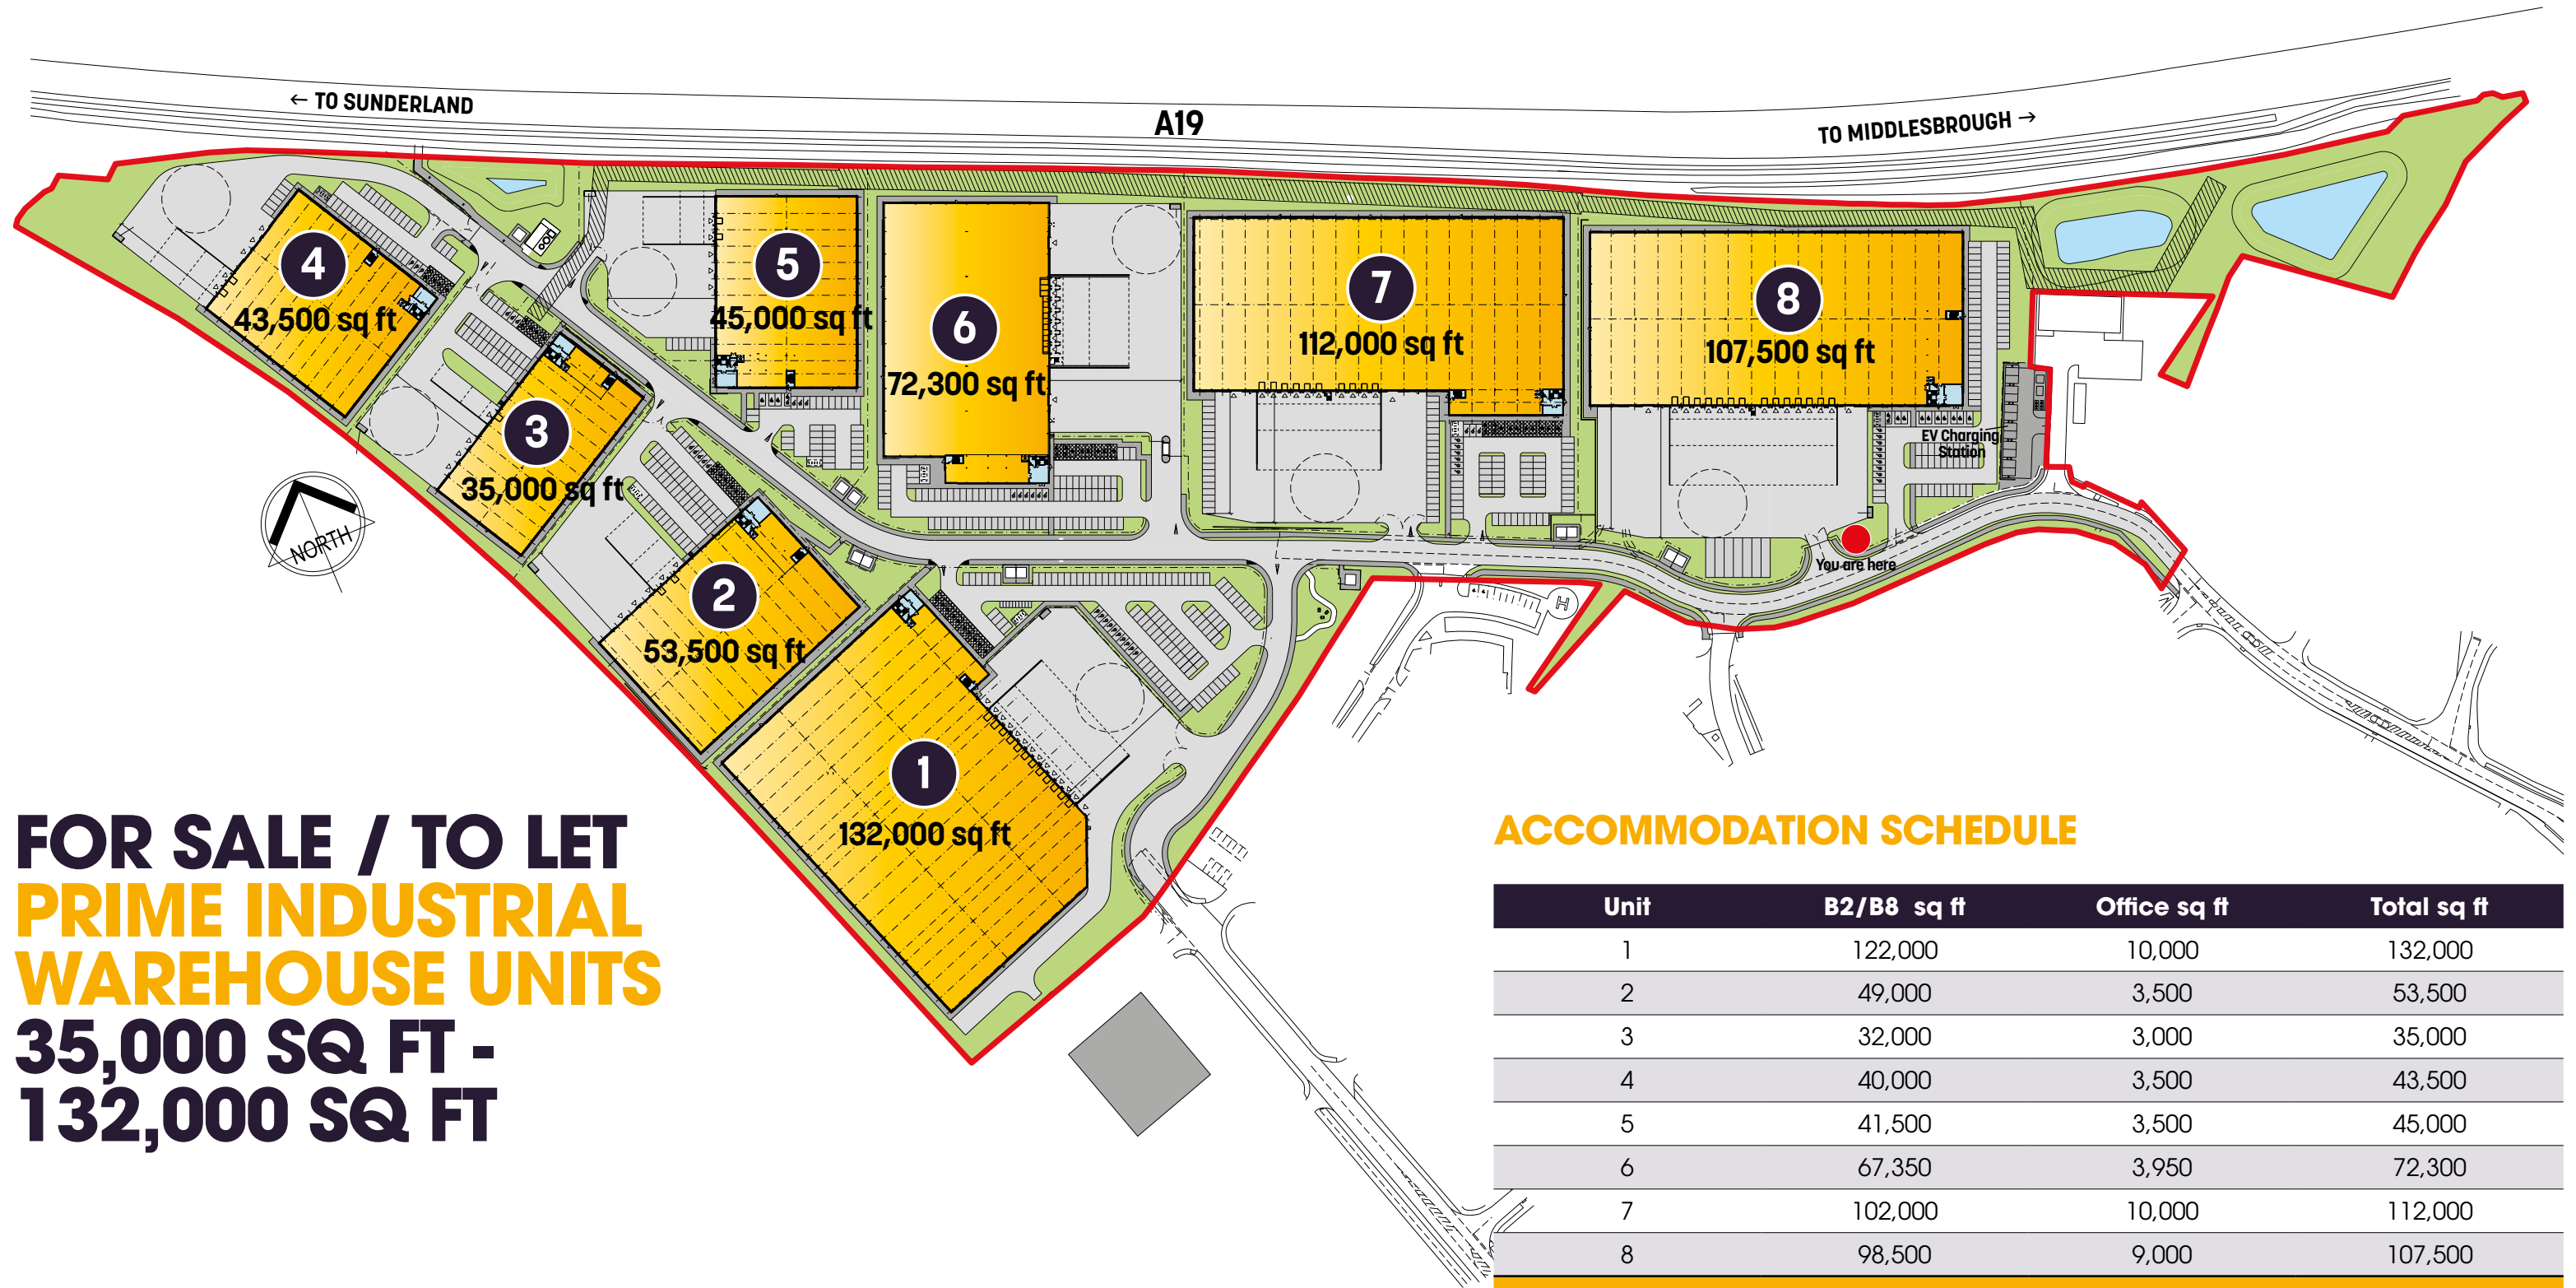 ← TO SUNDERLAND
A19
TO MIDDLESBROUGH →
4
43,500 sq ft
5
45,000 sq ft
6
72,300 sq ft
7
112,000 sq ft
8
107,500 sq ft
3
35,000 sq ft
EV Charging
Station
NORTH
H
You are here
2
53,500 sq ft
1
132,000 sq ft
FOR SALE / TO LET
PRIME INDUSTRIAL
WAREHOUSE UNITS
35,000 SQ FT -
132,000 SQ FT
ACCOMMODATION SCHEDULE
Unit B2/B8 sq ft Office sq ft Total sq ft
1 122,000 10,000 132,000
2 49,000 3,500 53,500
3 32,000 3,000 35,000
4 40,000 3,500 43,500
5 41,500 3,500 45,000
6 67,350 3,950 72,300
7 102,000 10,000 112,000
8 98,500 9,000 107,500